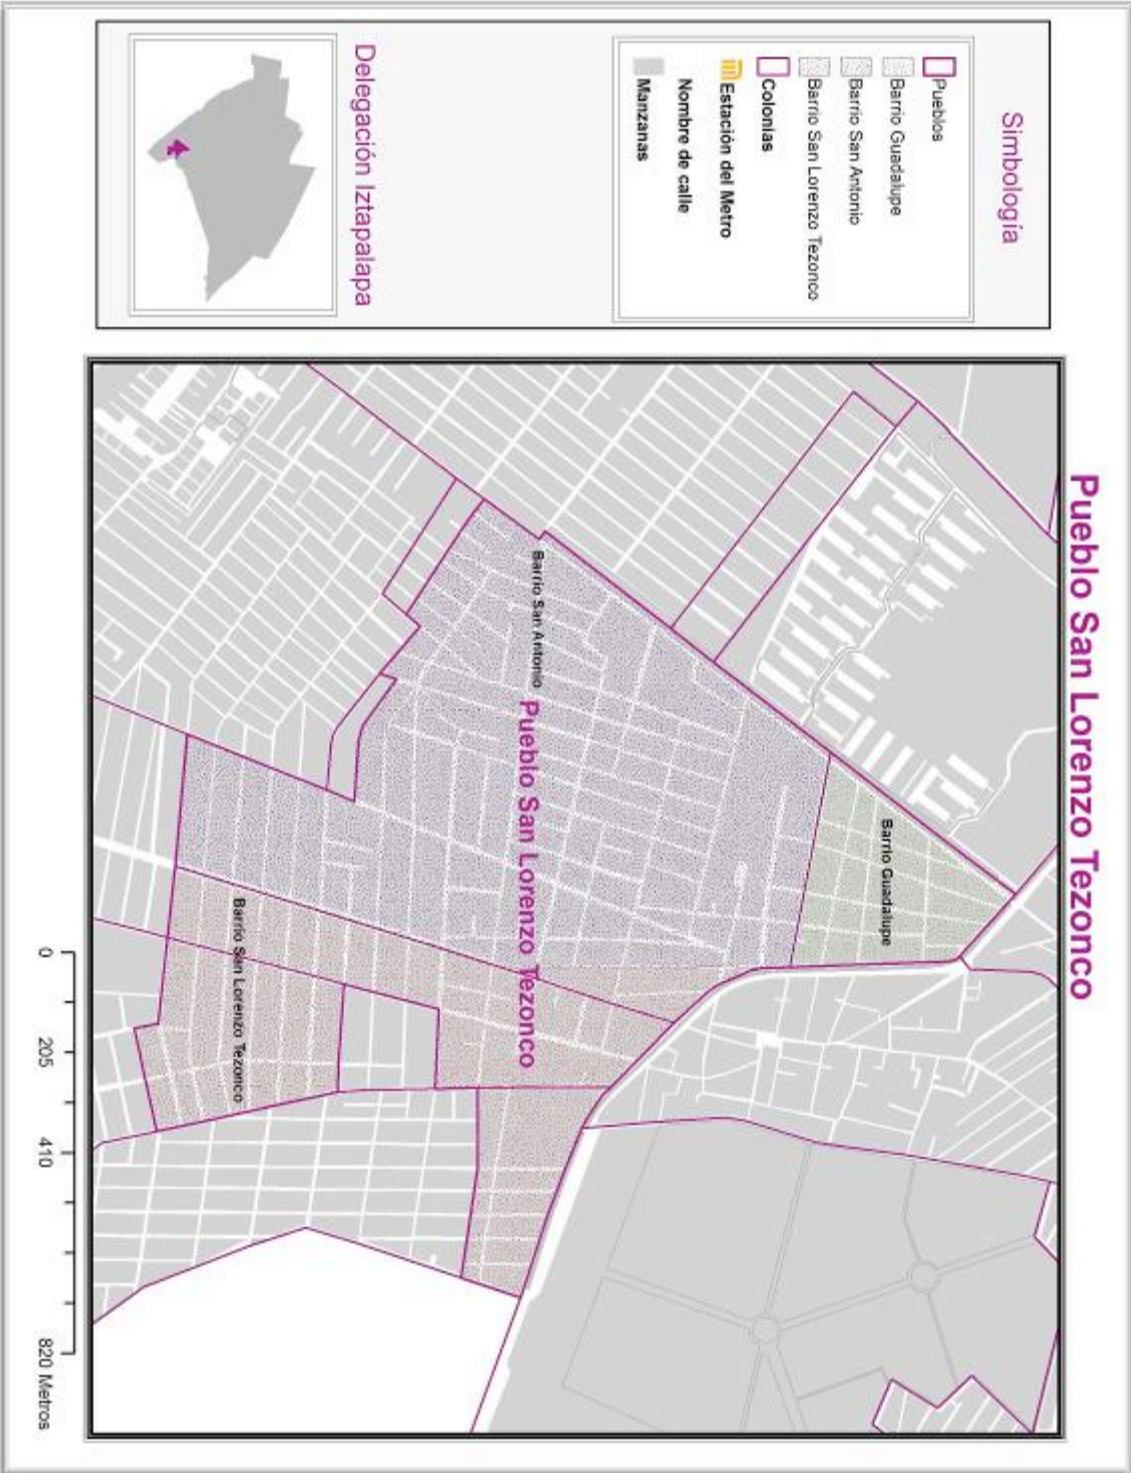 Pueblo San Lorenzo Tezonco
Simbología
Pueblos
Barrio Guadalupe
Barrio San Antonio
Barrio San Lorenzo Tezonco
Colonias
Estación del Metro
Nombre de calle
Manzanas
Delegación Iztapalapa
Barrio Guadalupe
Barrio San Antonio
Pueblo San Lorenzo Tezonco
Barrio San Lorenzo Tezonco
0 205 410 820 Metros